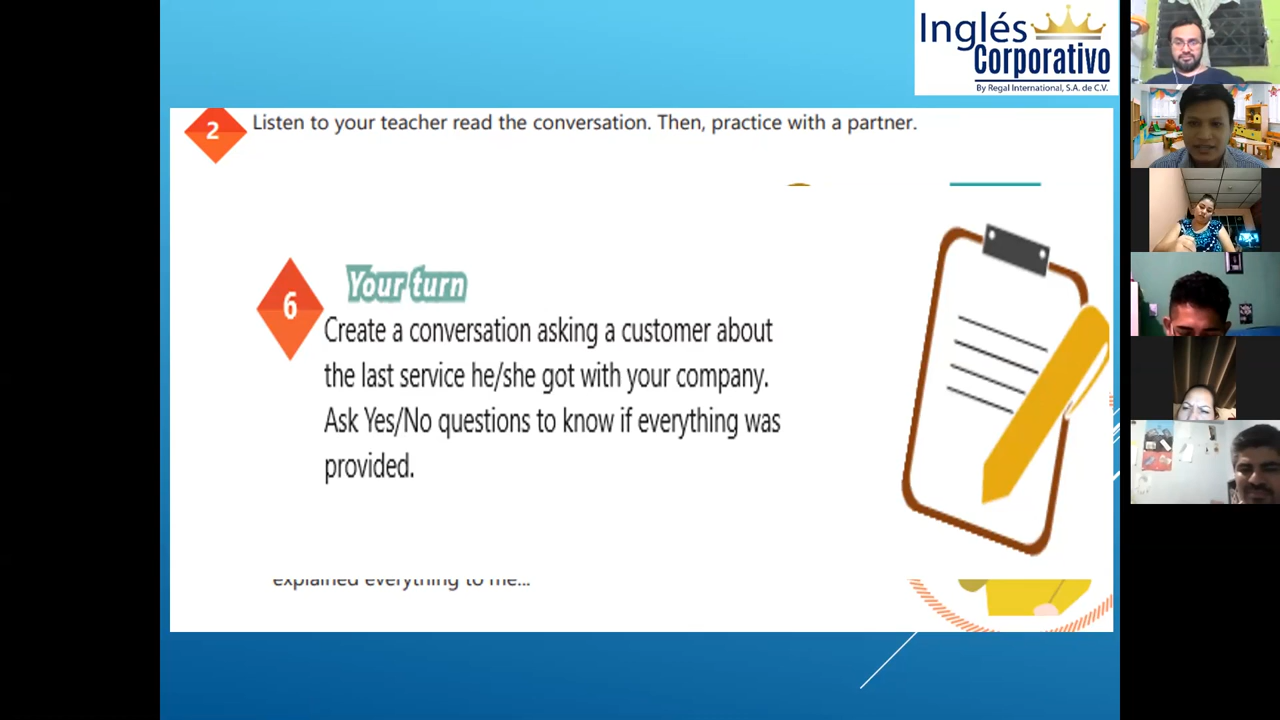 Inglés
Corporativo
By Regal International, S.A. de C.V.
2
Listen to your teacher read the conversation. Then, practice with a partner.
6
Your turn
Create a conversation asking a customer about
the last service he/she got with your company.
Ask Yes/No questions to know if everything was
provided.
explained everything to me...